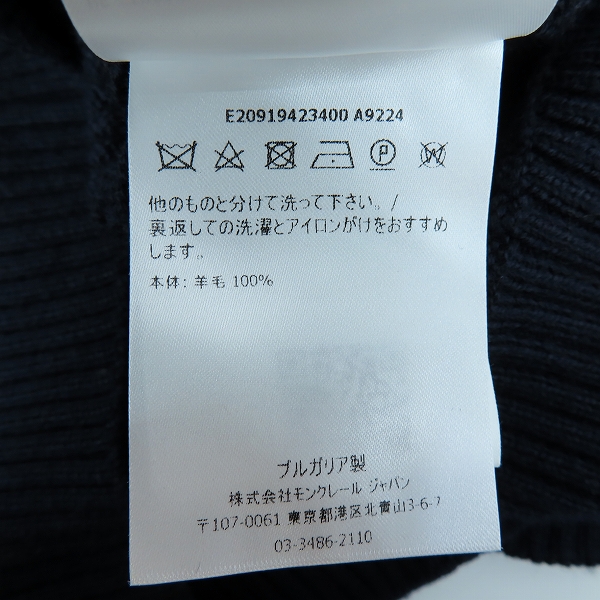 E20919423400 A9224
P
W
他のものと分けて洗って下さい。/
裏返しての洗濯とアイロンがけをおすすめ
します。
本体: 羊毛 100%
ブルガリア製
株式会社モンクレール ジャパン
〒107-0061 東京都港区北青山3-6-7
03-3486-2110